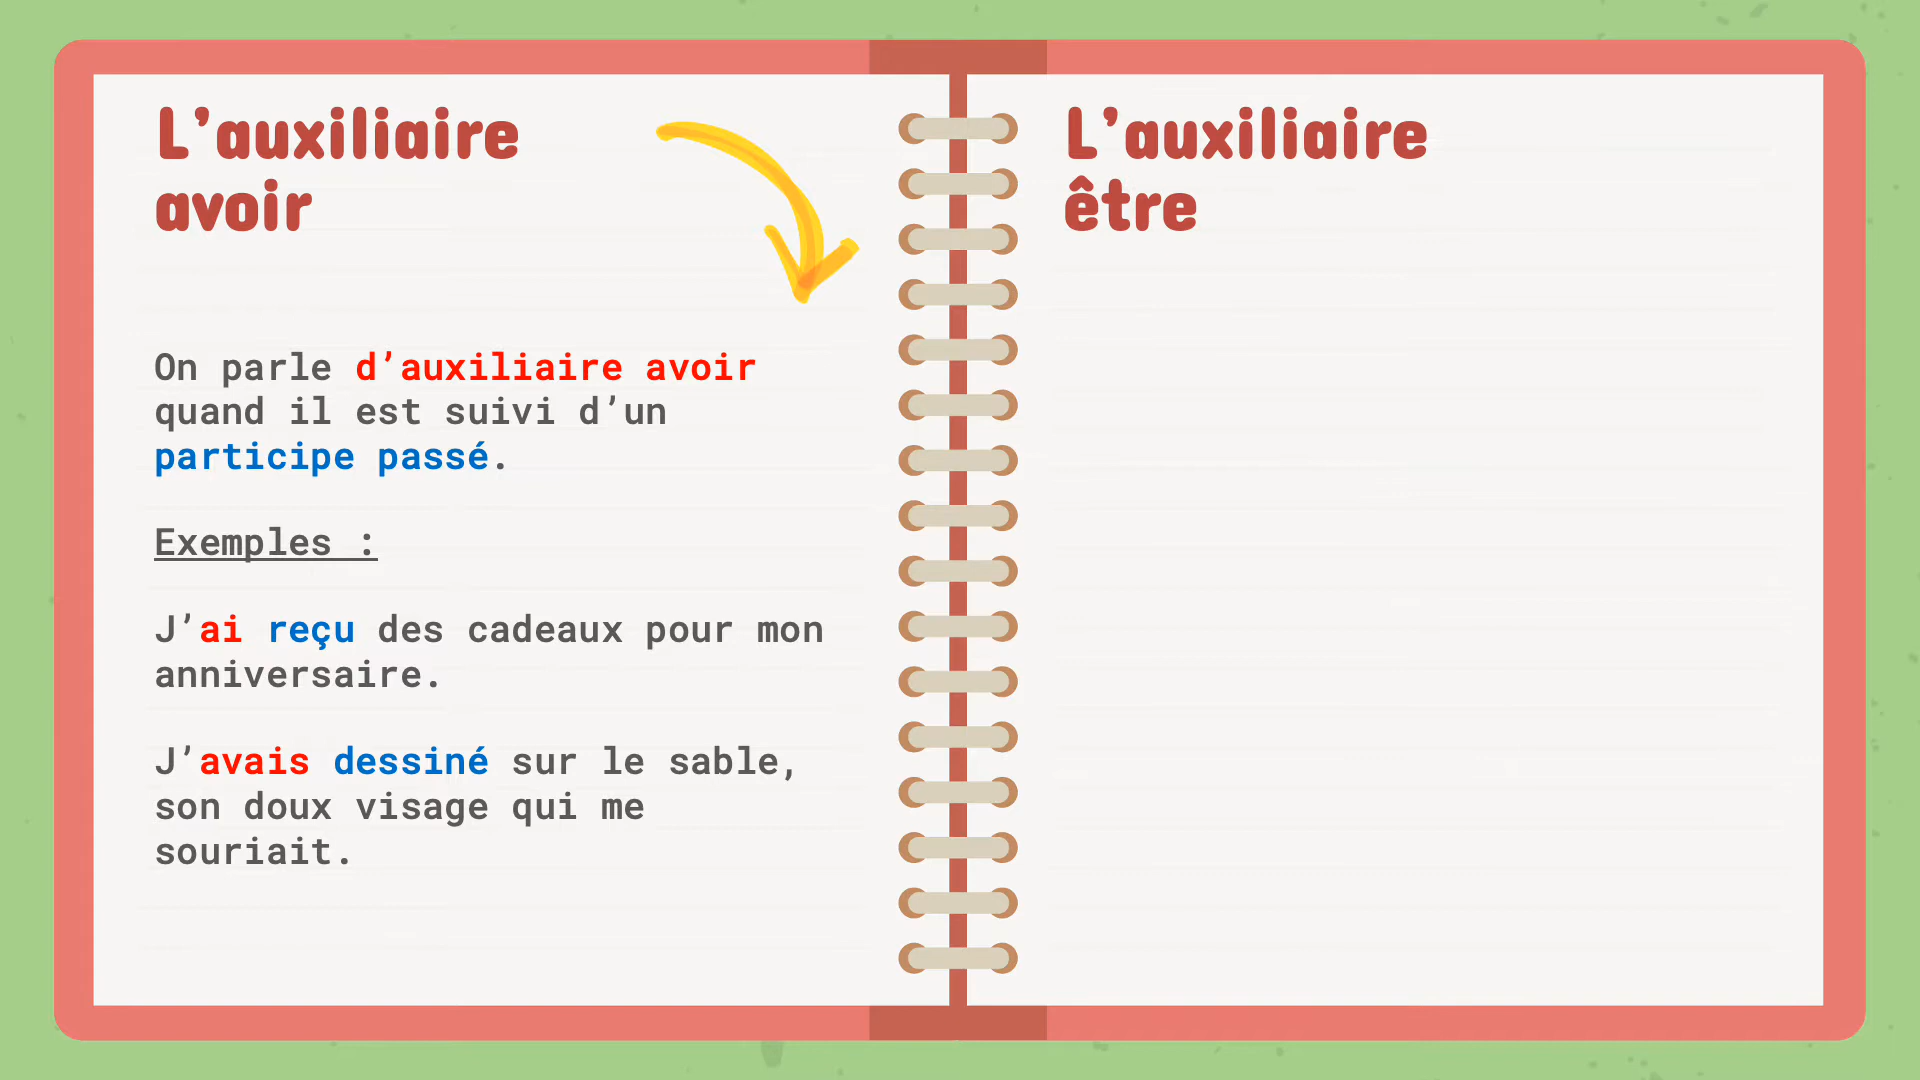 L’auxiliaire
avoir
On parle d’auxiliaire avoir
quand il est suivi d’un
participe passé.
Exemples :
J’ai reçu des cadeaux pour mon
anniversaire.
J’avais dessiné sur le sable,
son doux visage qui me
souriait.
L’auxiliaire
être